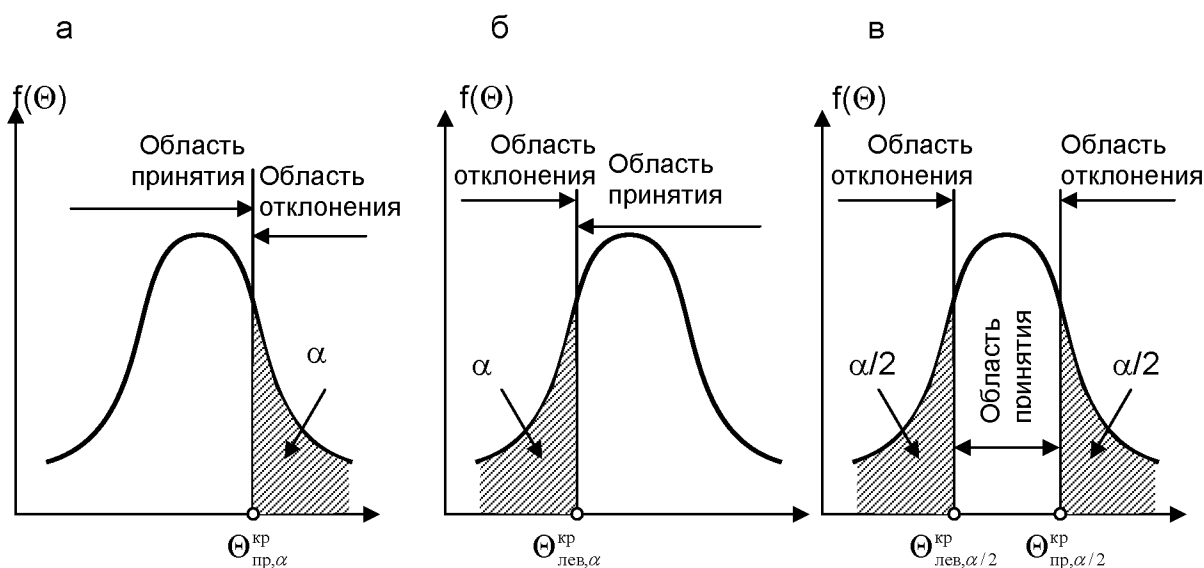 а
б
в
f(Θ)
Область
принятия
Область
отклонения
α
Θ^кр_пр,α
f(Θ)
Область
отклонения
Область
принятия
α
Θ^кр_лев,α
f(Θ)
Область
отклонения
Область
отклонения
α/2
Область
принятия
α/2
Θ^кр_лев,α/2
Θ^кр_пр,α/2